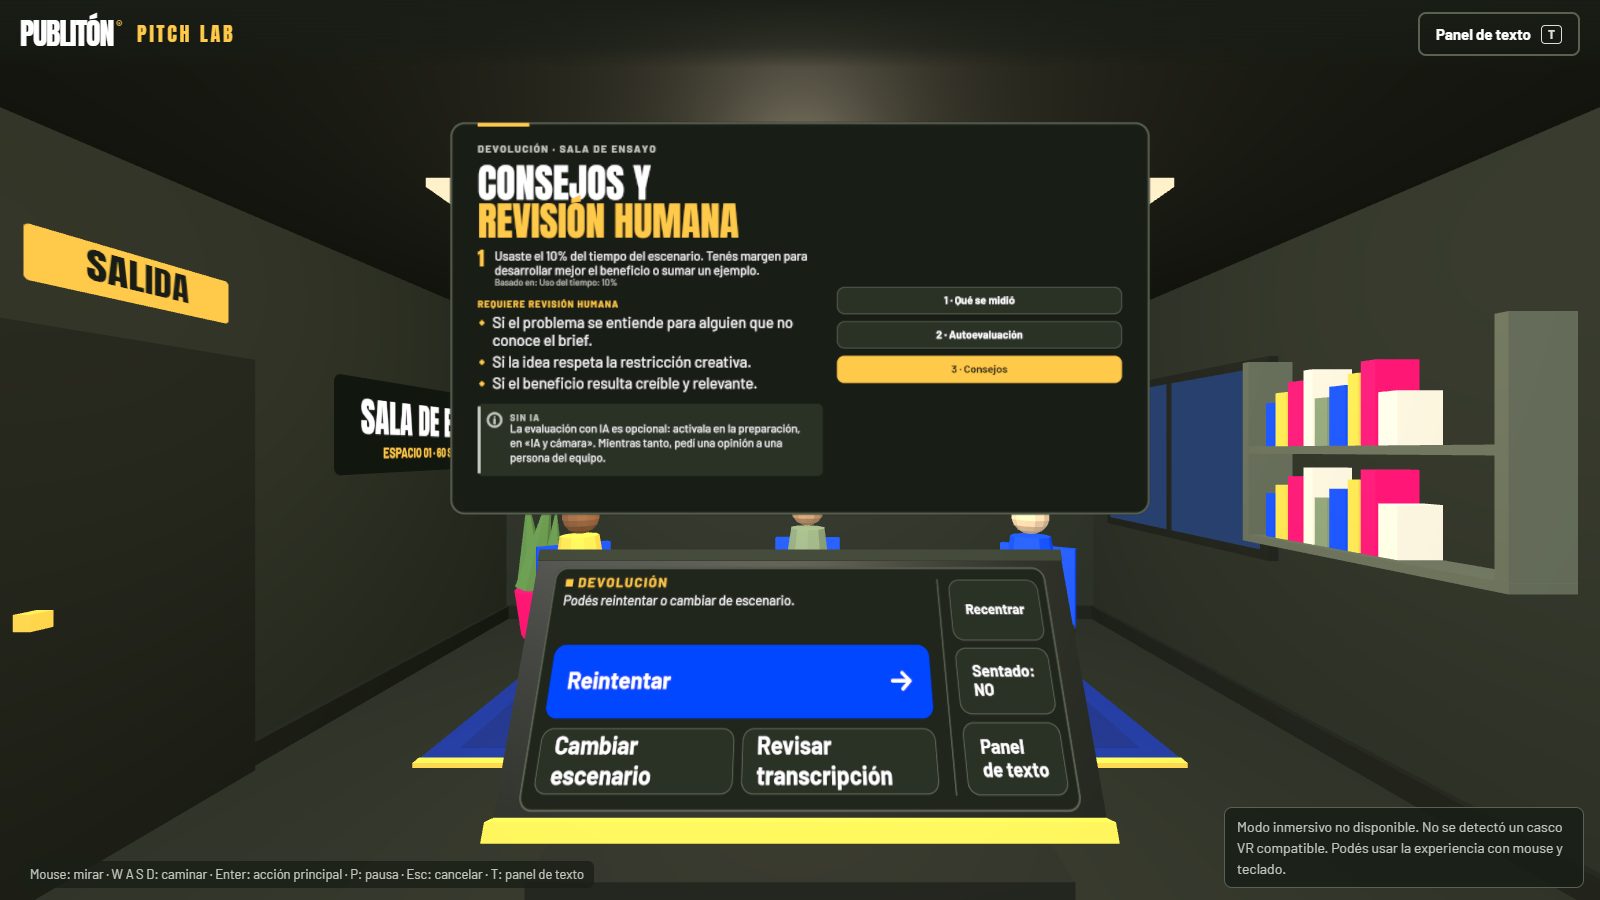 PUBLITÓN PITCH LAB
Panel de texto T
SALIDA
SALA DE E
ESPACIO 01 · 60 S
DEVOLUCIÓN · SALA DE ENSAYO
CONSEJOS Y
REVISIÓN HUMANA
1 Usaste el 10% del tiempo del escenario. Tenés margen para
desarrollar mejor el beneficio o sumar un ejemplo.
Basado en: Uso del tiempo: 10%
REQUIERE REVISIÓN HUMANA
Si el problema se entiende para alguien que no
conoce el brief.
Si la idea respeta la restricción creativa.
Si el beneficio resulta creíble y relevante.
SIN IA
La evaluación con IA es opcional: activala en la preparación,
en «IA y cámara». Mientras tanto, pedí una opinión a una
persona del equipo.
1 · Qué se midió
2 · Autoevaluación
3 · Consejos
DEVOLUCIÓN
Podés reintentar o cambiar de escenario.
Reintentar
Cambiar
escenario
Revisar
transcripción
Recentrar
Sentado:
NO
Panel
de texto
Mouse: mirar · W A S D: caminar · Enter: acción principal · P: pausa · Esc: cancelar · T: panel de texto
Modo inmersivo no disponible. No se detectó un casco
VR compatible. Podés usar la experiencia con mouse y
teclado.